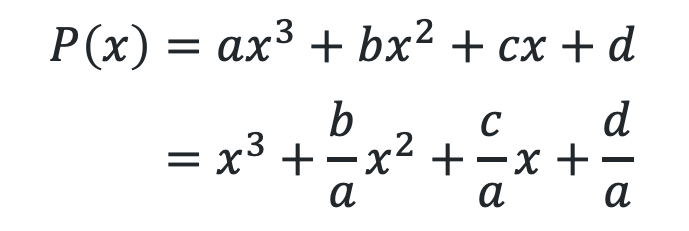 P(x) = ax³ + bx² + cx + d
= x³ + b/a x² + c/a x + d/a